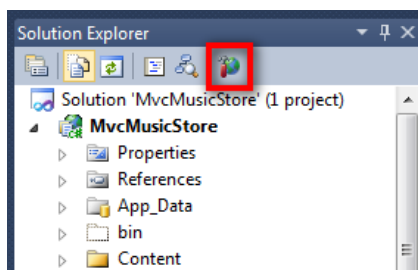 Solution Explorer
Solution 'MvcMusicStore' (1 project)
MvcMusicStore
Properties
References
App_Data
bin
Content